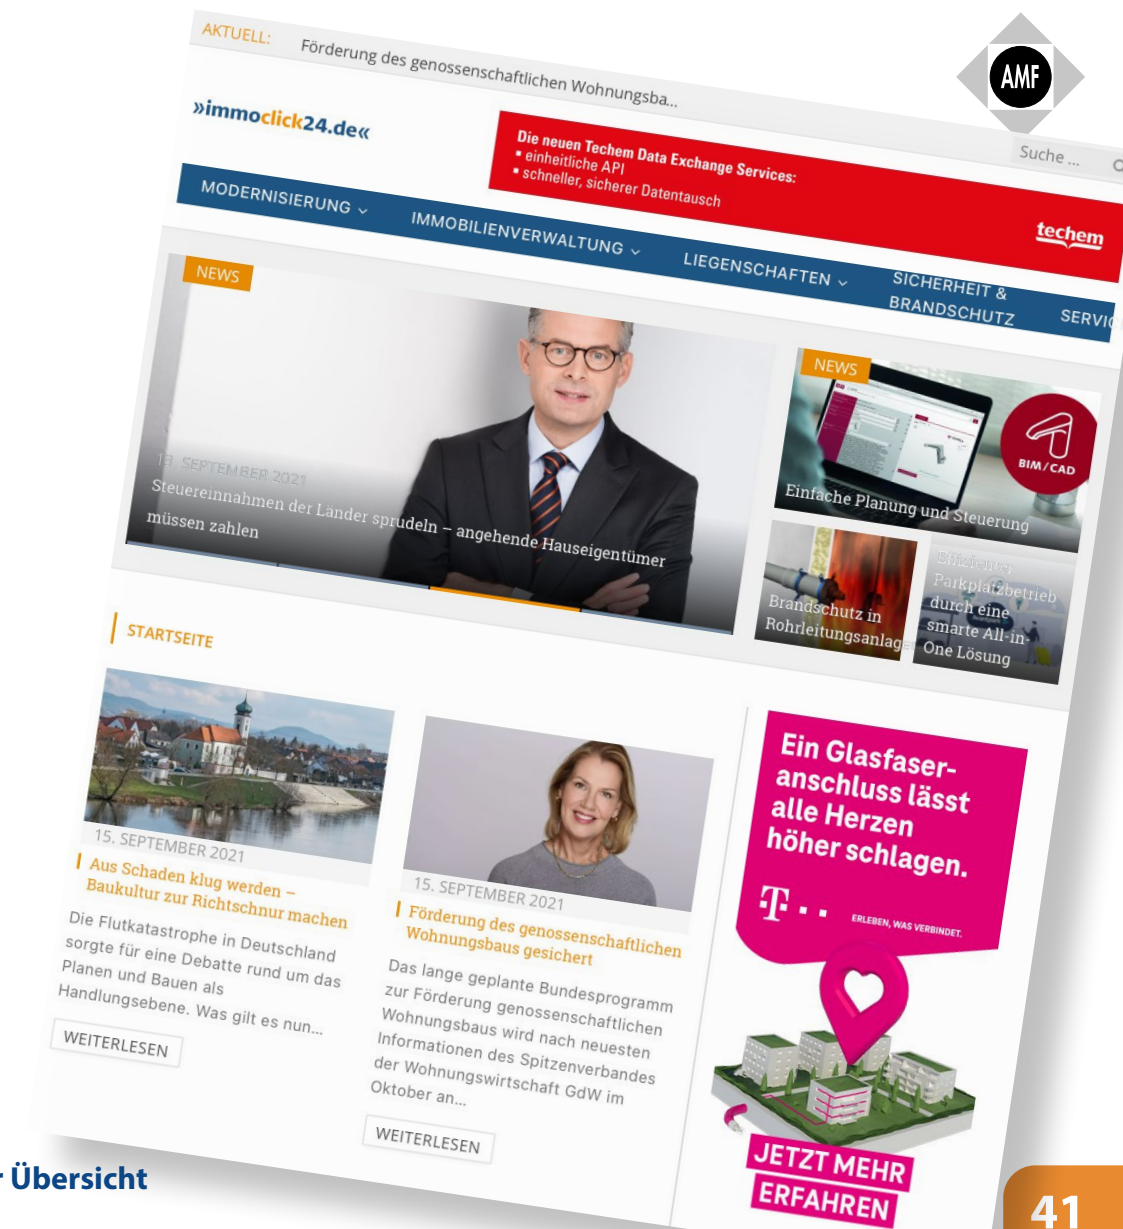 AMF
AKTUELL:
Förderung des genossenschaftlichen Wohnungsba...
Suche ...
»immoclick24.de«
Die neuen Techem Data Exchange Services:
▪ einheitliche API
▪ schneller, sicherer Datentausch
techem
MODERNISIERUNG
IMMOBILIENVERWALTUNG
LIEGENSCHAFTEN
SICHERHEIT &
BRANDSCHUTZ
NEWS
13. SEPTEMBER 2021
Steuereinnahmen der Länder sprudeln – angehende Hauseigentümer
müssen zahlen
NEWS
BIM/CAD
Einfache Planung und Steuerung
Brandschutz in
Rohrleitungsanlagen
Effizienter
Parkplatzbetrieb
durch eine
smarte All-in-
One Lösung
STARTSEITE
15. SEPTEMBER 2021
Aus Schaden klug werden –
Baukultur zur Richtschnur machen
Die Flutkatastrophe in Deutschland
sorgte für eine Debatte rund um das
Planen und Bauen als
Handlungsebene. Was gilt es nun...
WEITERLESEN
15. SEPTEMBER 2021
Förderung des genossenschaftlichen
Wohnungsbaus gesichert
Das lange geplante Bundesprogramm
zur Förderung genossenschaftlichen
Wohnungsbaus wird nach neuesten
Informationen des Spitzenverbandes
der Wohnungswirtschaft GdW im
Oktober an...
WEITERLESEN
Ein Glasfaser-
anschluss lässt
alle Herzen
höher schlagen.
T
ERLEBEN, WAS VERBINDET.
JETZT MEHR
ERFAHREN
r Übersicht
41